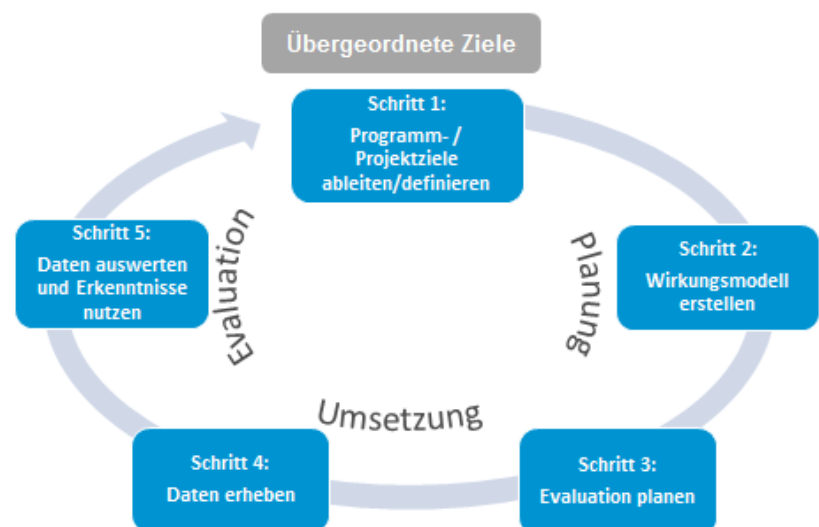 Übergeordnete Ziele
Schritt 1:
Programm- /
Projektziele
ableiten/definieren
Schritt 2:
Wirkungsmodell
erstellen
Schritt 3:
Evaluation planen
Schritt 4:
Daten erheben
Schritt 5:
Daten auswerten
und Erkenntnisse
nutzen
Planung
Umsetzung
Evaluation